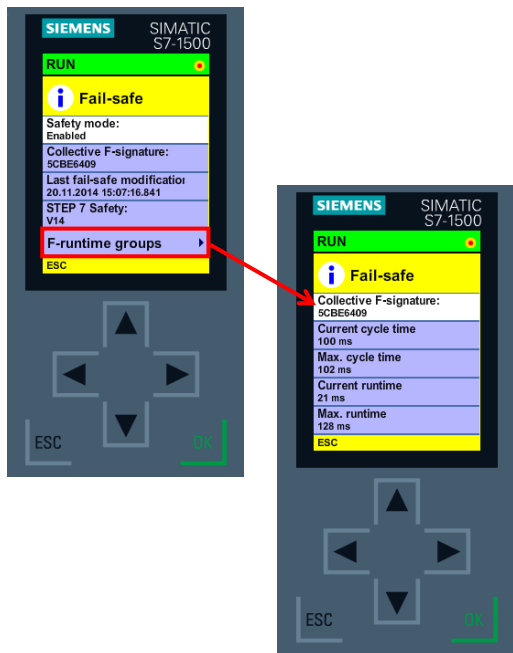 SIEMENS
SIMATIC
S7-1500
RUN
Fail-safe
Safety mode:
Enabled
Collective F-signature:
5CBE6409
Last fail-safe modificatior
20.11.2014 15:07:16.841
STEP 7 Safety:
V14
F-runtime groups
ESC
ESC
OK
SIEMENS
SIMATIC
S7-1500
RUN
Fail-safe
Collective F-signature:
5CBE6409
Current cycle time
100 ms
Max. cycle time
102 ms
Current runtime
21 ms
Max. runtime
128 ms
ESC
ESC
OK